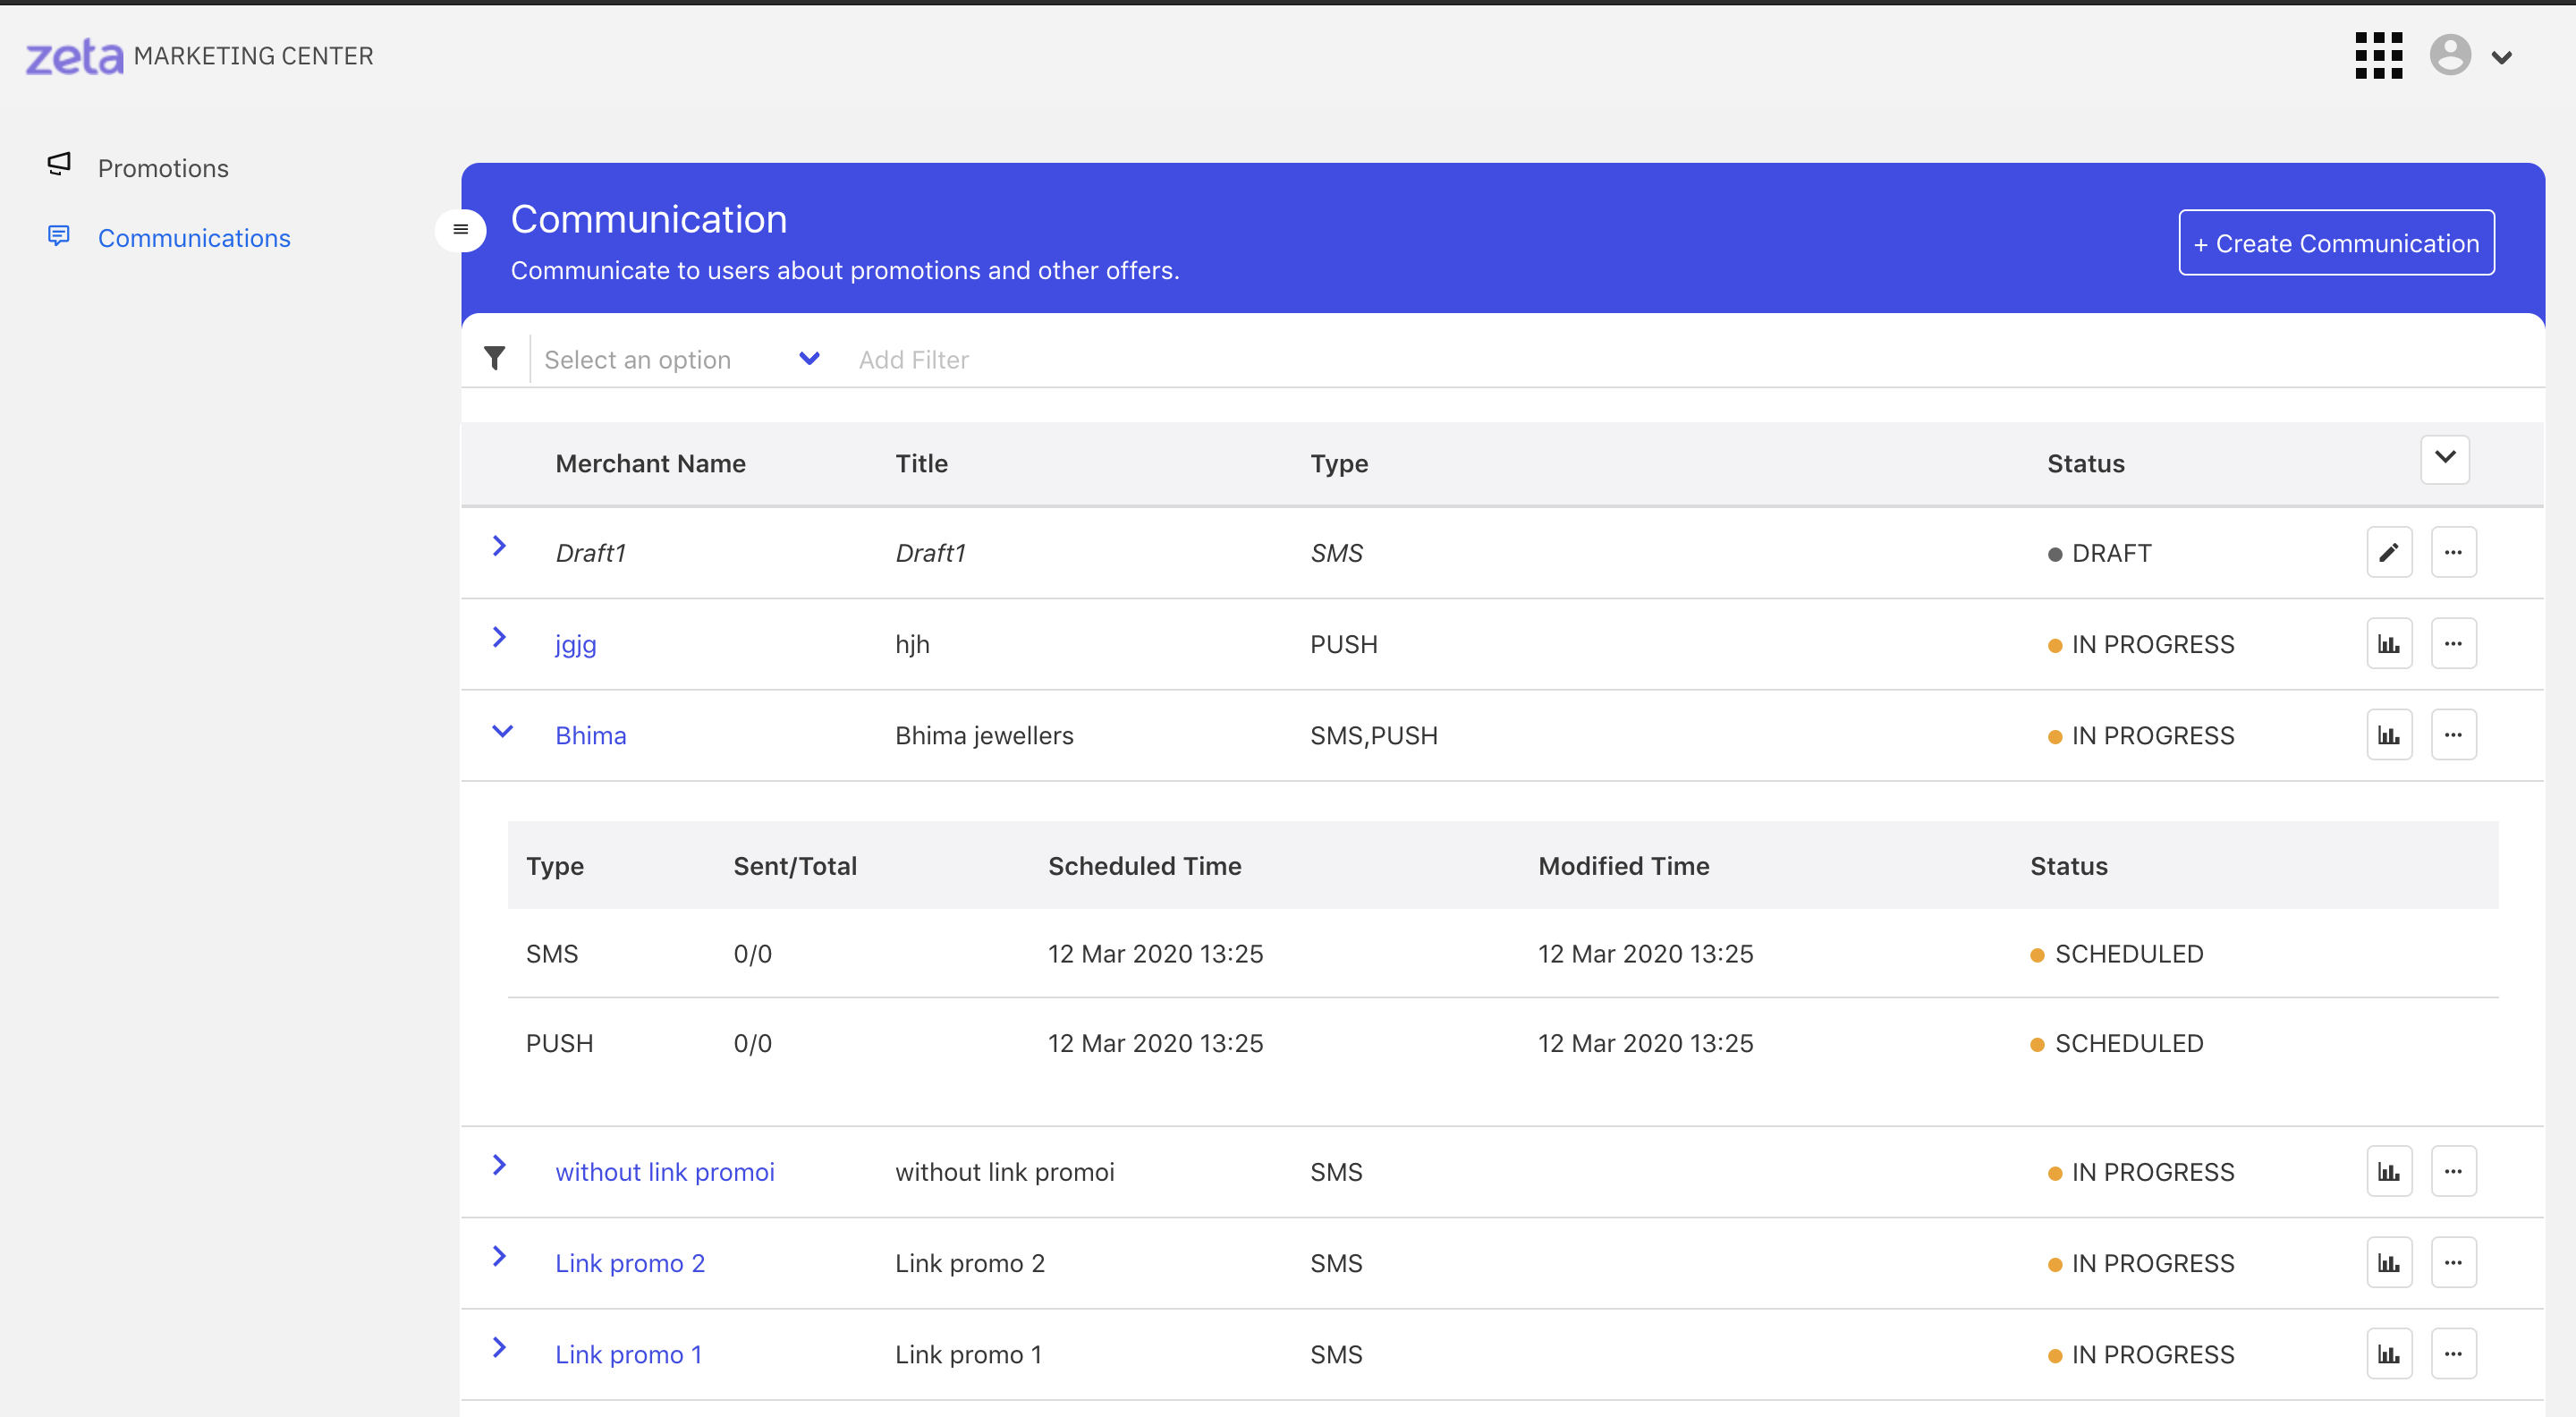 zeta MARKETING CENTER
Promotions
Communications
Communication
Communicate to users about promotions and other offers.
+ Create Communication
Select an option Add Filter
Merchant Name Title Type Status
Draft1 Draft1 SMS DRAFT
jgjg hjh PUSH IN PROGRESS
Bhima Bhima jewellers SMS,PUSH IN PROGRESS
Type Sent/Total Scheduled Time Modified Time Status
SMS 0/0 12 Mar 2020 13:25 12 Mar 2020 13:25 SCHEDULED
PUSH 0/0 12 Mar 2020 13:25 12 Mar 2020 13:25 SCHEDULED
without link promoi without link promoi SMS IN PROGRESS
Link promo 2 Link promo 2 SMS IN PROGRESS
Link promo 1 Link promo 1 SMS IN PROGRESS